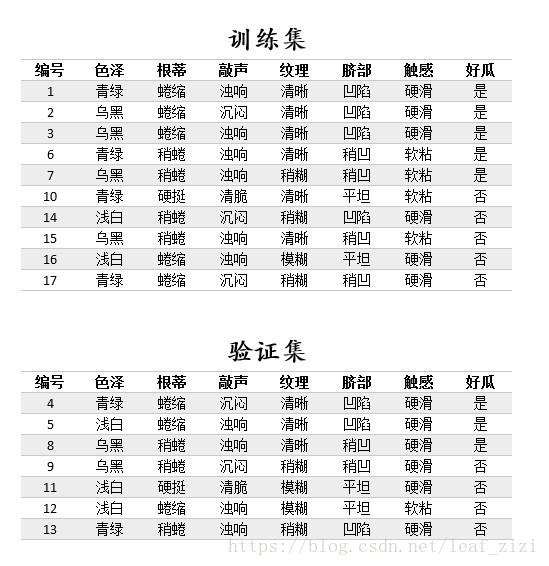 训练集
编号 色泽 根蒂 敲声 纹理 脐部 触感 好瓜
1 青绿 蜷缩 浊响 清晰 凹陷 硬滑 是
2 乌黑 蜷缩 沉闷 清晰 凹陷 硬滑 是
3 乌黑 蜷缩 浊响 清晰 凹陷 硬滑 是
6 青绿 稍蜷 浊响 清晰 稍凹 软粘 是
7 乌黑 稍蜷 浊响 稍糊 稍凹 软粘 是
10 青绿 硬挺 清脆 清晰 平坦 软粘 否
14 浅白 稍蜷 沉闷 稍糊 凹陷 硬滑 否
15 乌黑 稍蜷 浊响 清晰 稍凹 软粘 否
16 浅白 蜷缩 浊响 模糊 平坦 硬滑 否
17 青绿 蜷缩 沉闷 稍糊 稍凹 硬滑 否
验证集
编号 色泽 根蒂 敲声 纹理 脐部 触感 好瓜
4 青绿 蜷缩 沉闷 清晰 凹陷 硬滑 是
5 浅白 蜷缩 浊响 清晰 凹陷 硬滑 是
8 乌黑 稍蜷 浊响 清晰 稍凹 硬滑 是
9 乌黑 稍蜷 沉闷 稍糊 稍凹 硬滑 否
11 浅白 硬挺 清脆 模糊 平坦 硬滑 否
12 浅白 蜷缩 浊响 模糊 平坦 软粘 否
13 青绿 稍蜷 浊响 稍糊 凹陷 硬滑 否
https://blog.csdn.net/leaf_zizi